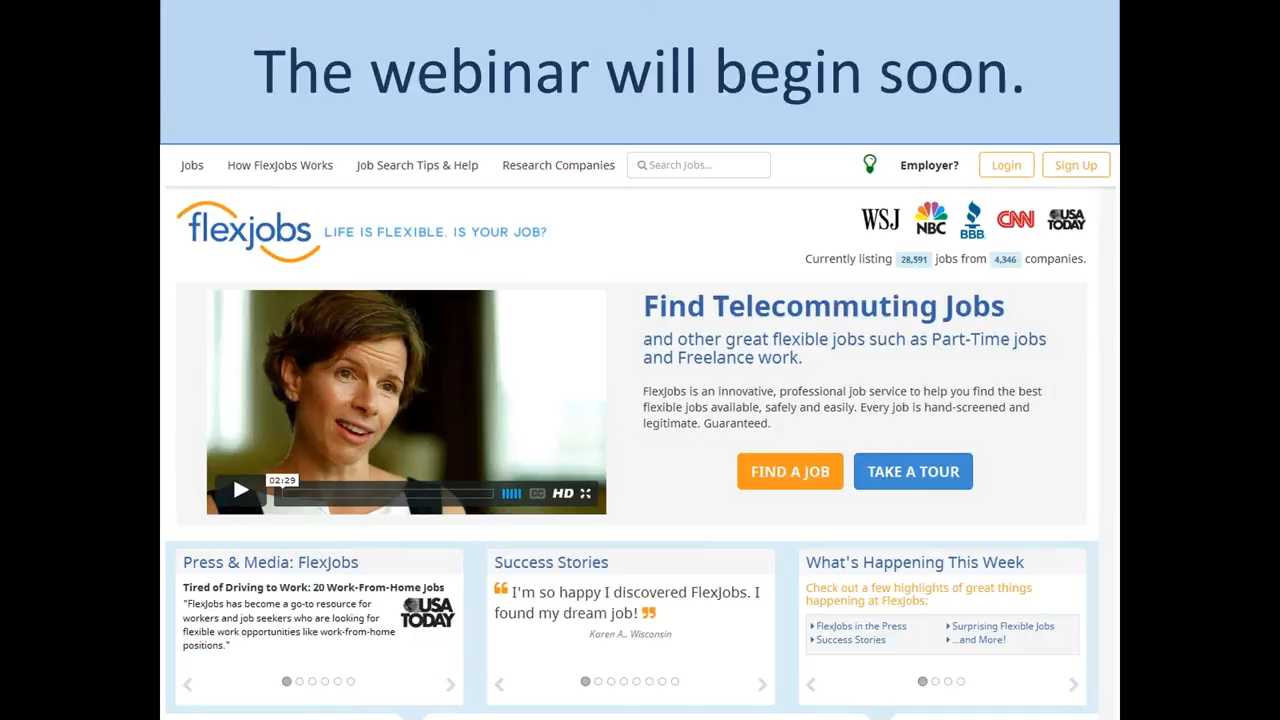 The webinar will begin soon.
Jobs How FlexJobs Works Job Search Tips & Help Research Companies Search Jobs... Employer? Login Sign Up
flexjobs LIFE IS FLEXIBLE. IS YOUR JOB?
WSJ NBC BBB CNN USA TODAY
Currently listing 28,591 jobs from 4,346 companies.
Find Telecommuting Jobs
and other great flexible jobs such as Part-Time jobs
and Freelance work.
FlexJobs is an innovative, professional job service to help you find the best
flexible jobs available, safely and easily. Every job is hand-screened and
legitimate. Guaranteed.
FIND A JOB TAKE A TOUR
02:29
CC HD
Press & Media: FlexJobs
Tired of Driving to Work: 20 Work-From-Home Jobs
"FlexJobs has become a go-to resource for
workers and job seekers who are looking for
flexible work opportunities like work-from-home
positions."
USA
TODAY
Success Stories
“ I'm so happy I discovered FlexJobs. I
found my dream job! ”
Karen A., Wisconsin
What's Happening This Week
Check out a few highlights of great things
happening at FlexJobs:
FlexJobs in the Press Surprising Flexible Jobs
Success Stories ...and More!